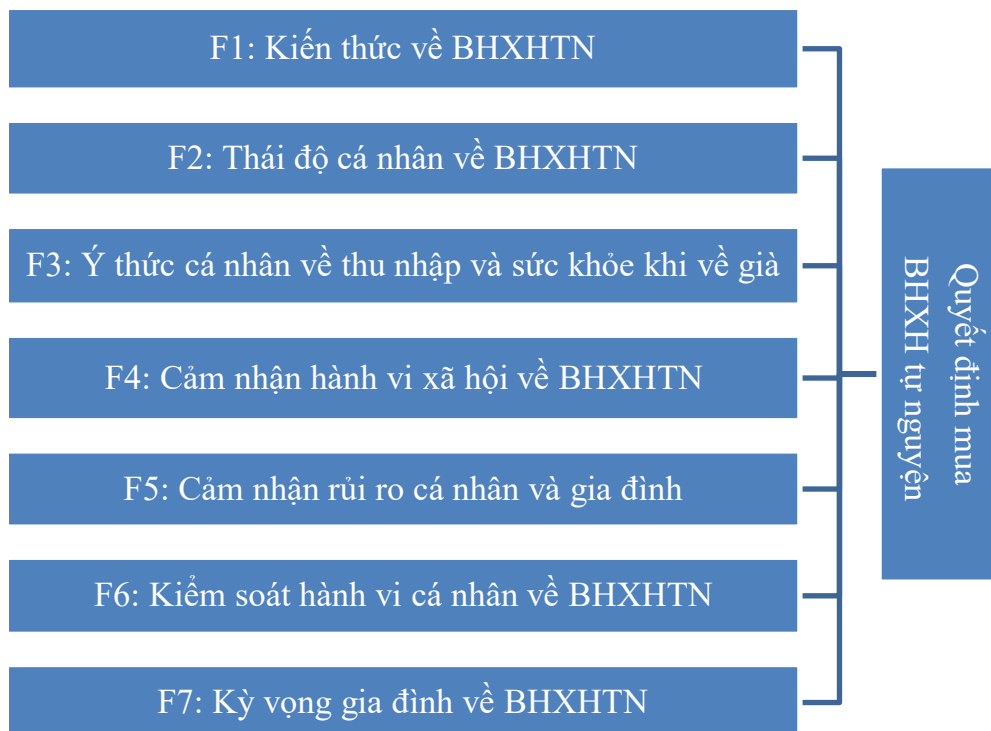 F1: Kiến thức về BHXHTN
F2: Thái độ cá nhân về BHXHTN
F3: Ý thức cá nhân về thu nhập và sức khỏe khi về già
F4: Cảm nhận hành vi xã hội về BHXHTN
F5: Cảm nhận rủi ro cá nhân và gia đình
F6: Kiểm soát hành vi cá nhân về BHXHTN
F7: Kỳ vọng gia đình về BHXHTN
Quyết định mua
BHXH tự nguyện